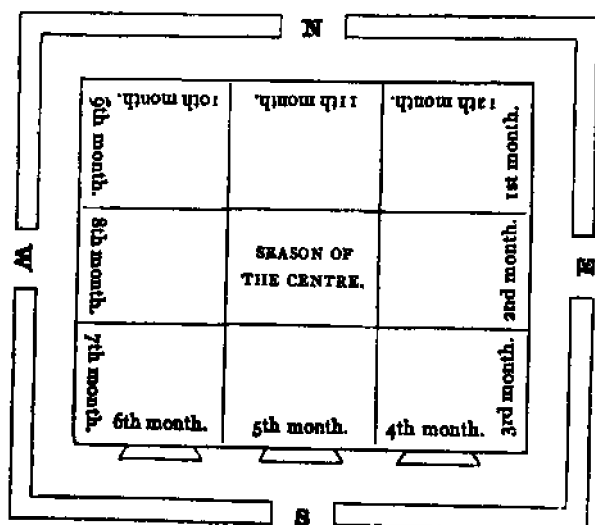 N
10th month.
11th month.
12th month.
9th month.
1st month.
W
8th month.
SEASON OF
THE CENTRE.
2nd month.
E
7th month.
3rd month.
6th month.
5th month.
4th month.
S